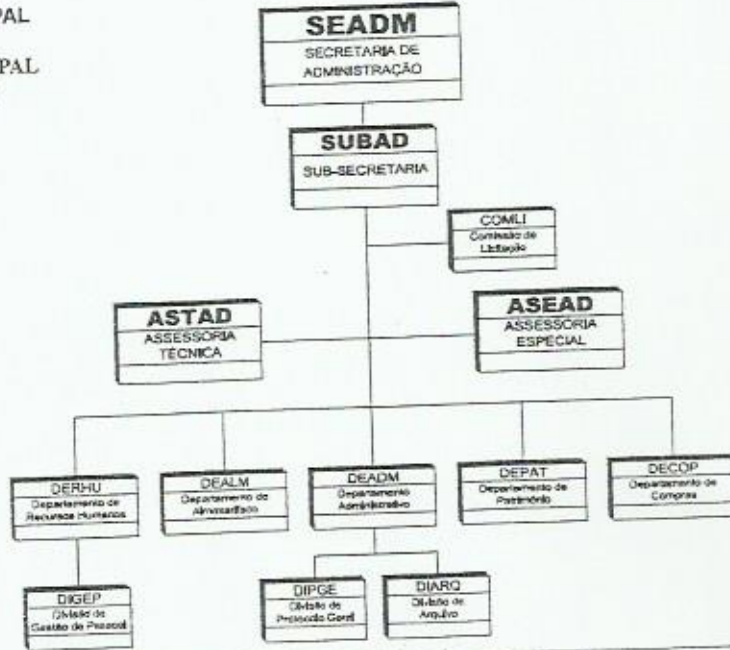 PAL
PAL
SEADM
SECRETARIA DE
ADMINISTRAÇÃO
SUBAD
SUB-SECRETARIA
COMLI
Comissão de
Licitação
ASTAD
ASSESSORIA
TÉCNICA
ASEAD
ASSESSORIA
ESPECIAL
DERHU
Departamento de
Recursos Humanos
DEALM
Departamento de
Almoxarifado
DEADM
Departamento
Administrativo
DEPAT
Departamento de
Patrimônio
DECOP
Departamento de
Compras
DIGEP
Divisão de
Gestão de Pessoal
DIPGE
Divisão de
Protocolo Geral
DIARQ
Divisão de
Arquivo